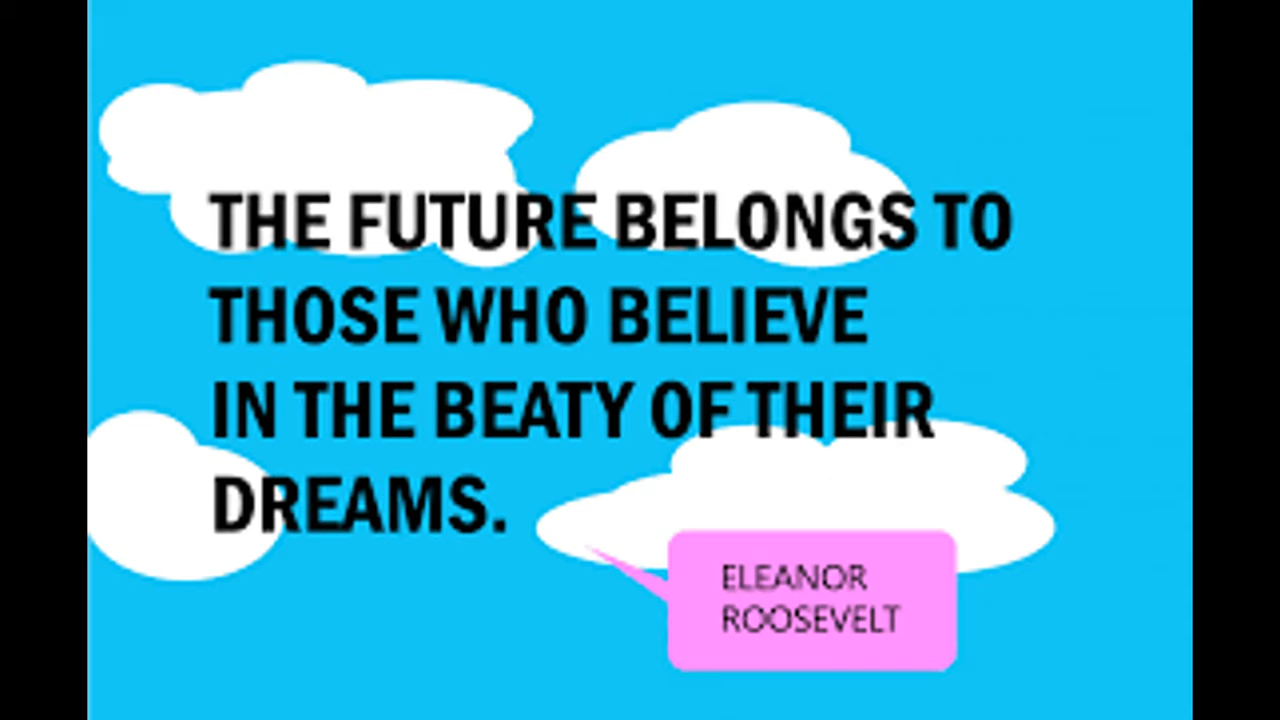 THE FUTURE BELONGS TO
THOSE WHO BELIEVE
IN THE BEATY OF THEIR
DREAMS.
ELEANOR
ROOSEVELT